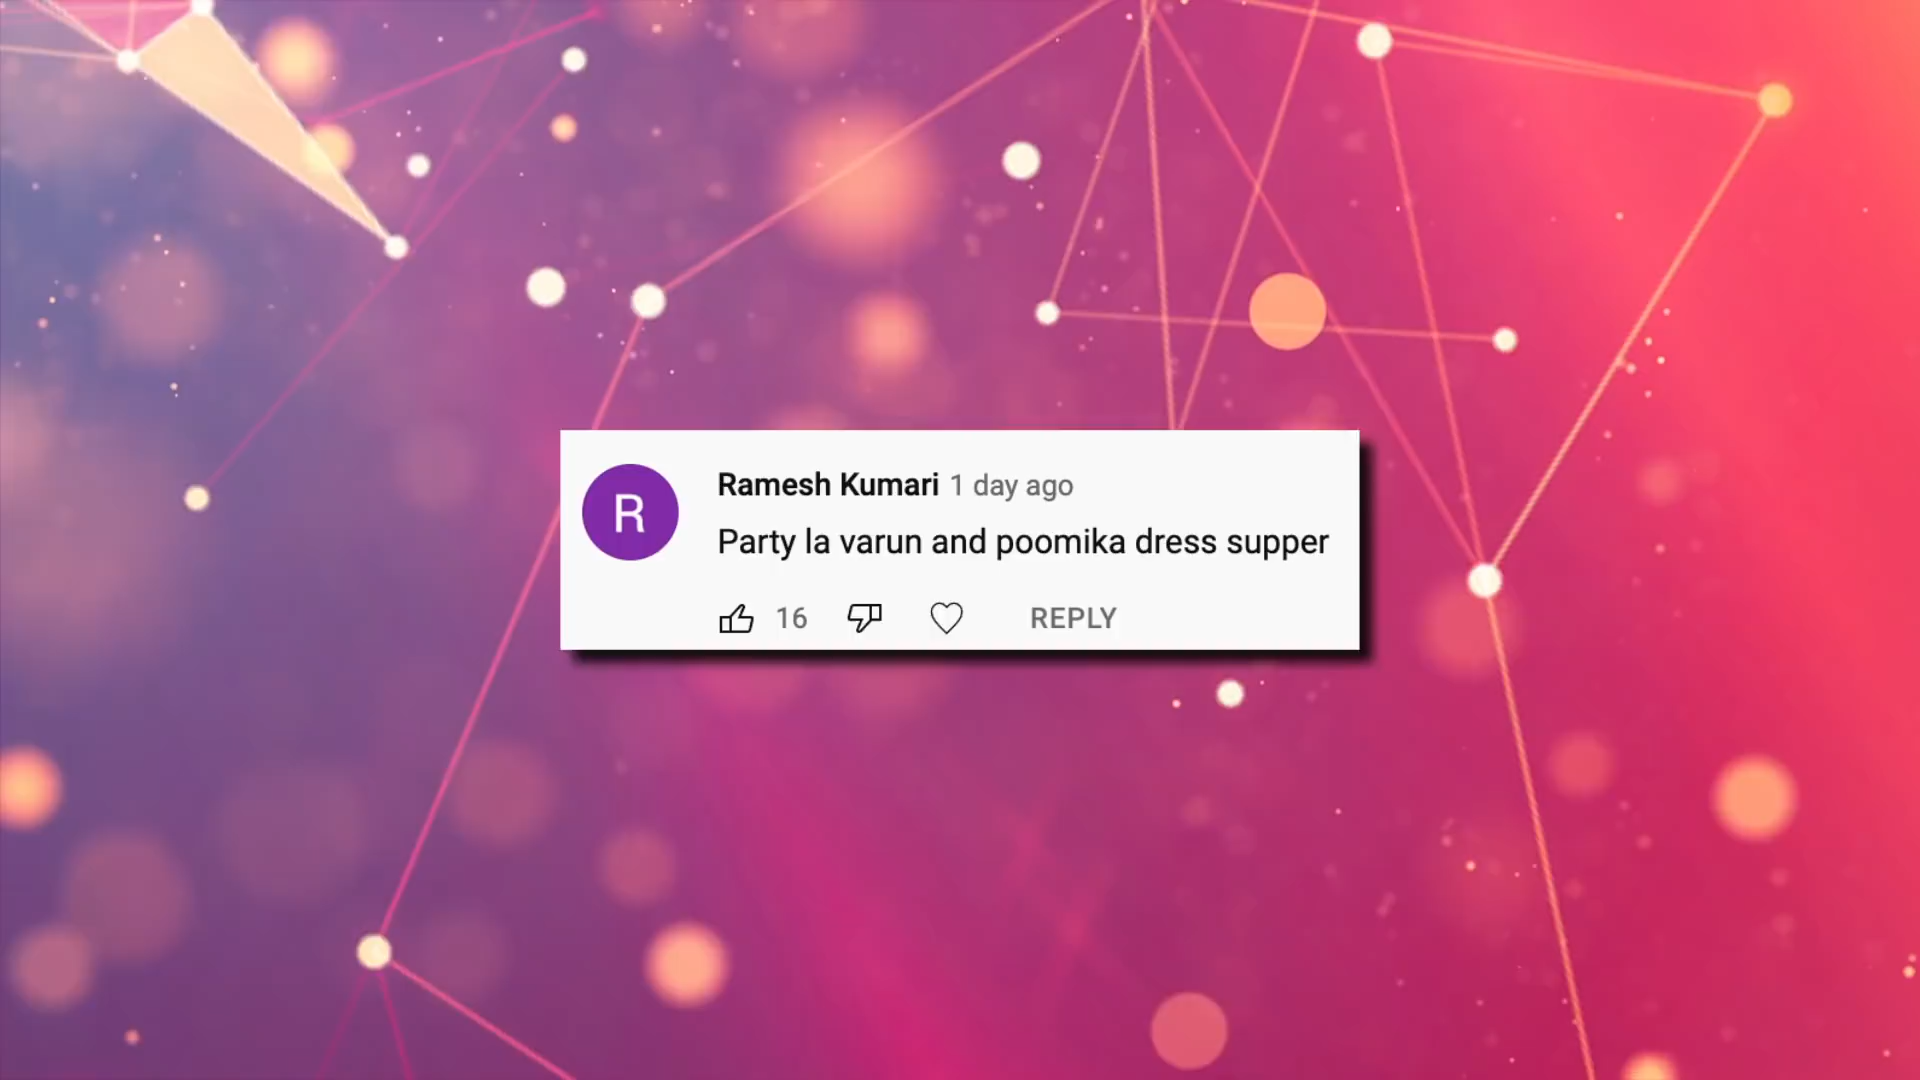 R
Ramesh Kumari 1 day ago
Party la varun and poomika dress supper
16 REPLY